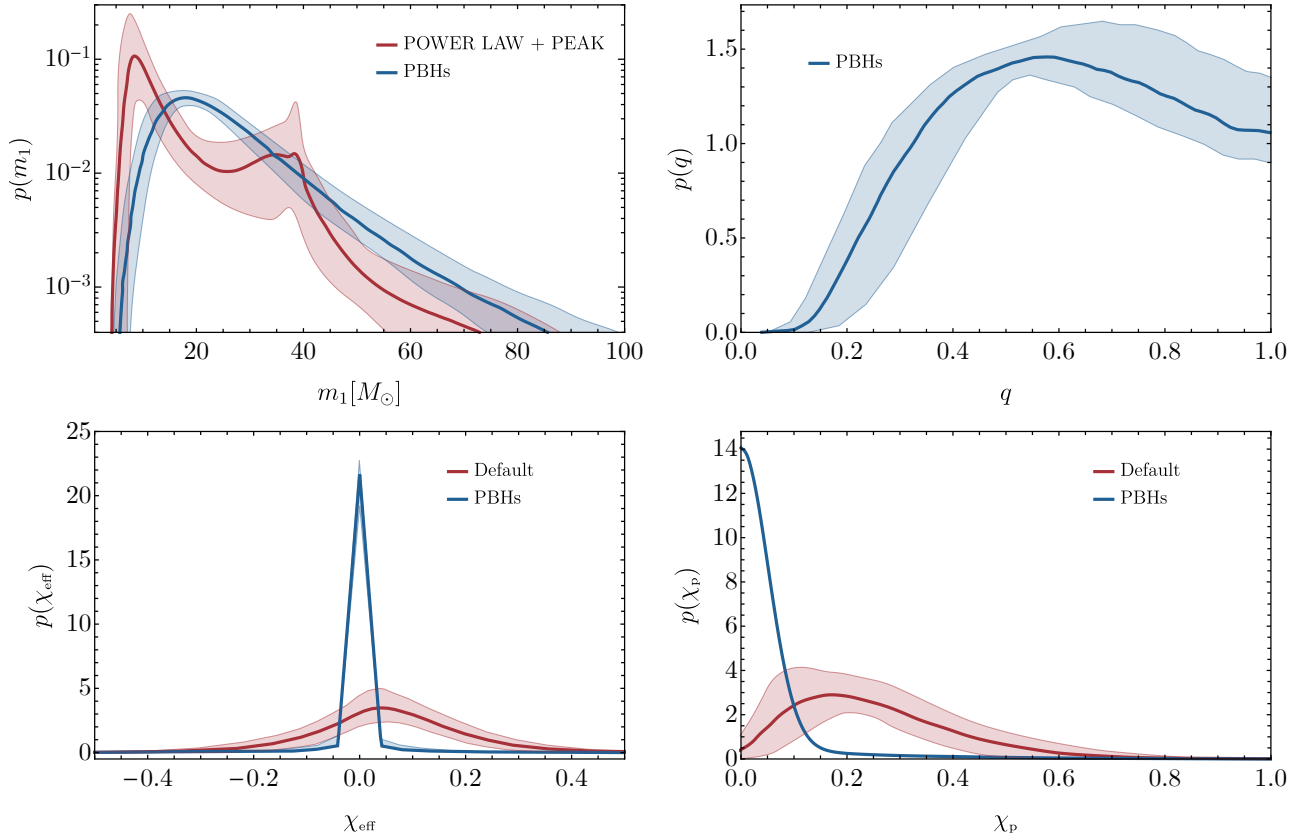 POWER LAW + PEAK
PBHs
10⁻¹
10⁻²
10⁻³
p(m₁)
20 40 60 80 100
m₁[M⊙]
PBHs
1.5
1.0
0.5
0.0
p(q)
0.0 0.2 0.4 0.6 0.8 1.0
q
Default
PBHs
25
20
15
10
5
0
p(χeff)
−0.4 −0.2 0.0 0.2 0.4
χeff
Default
PBHs
14
12
10
8
6
4
2
0
p(χp)
0.0 0.2 0.4 0.6 0.8 1.0
χp